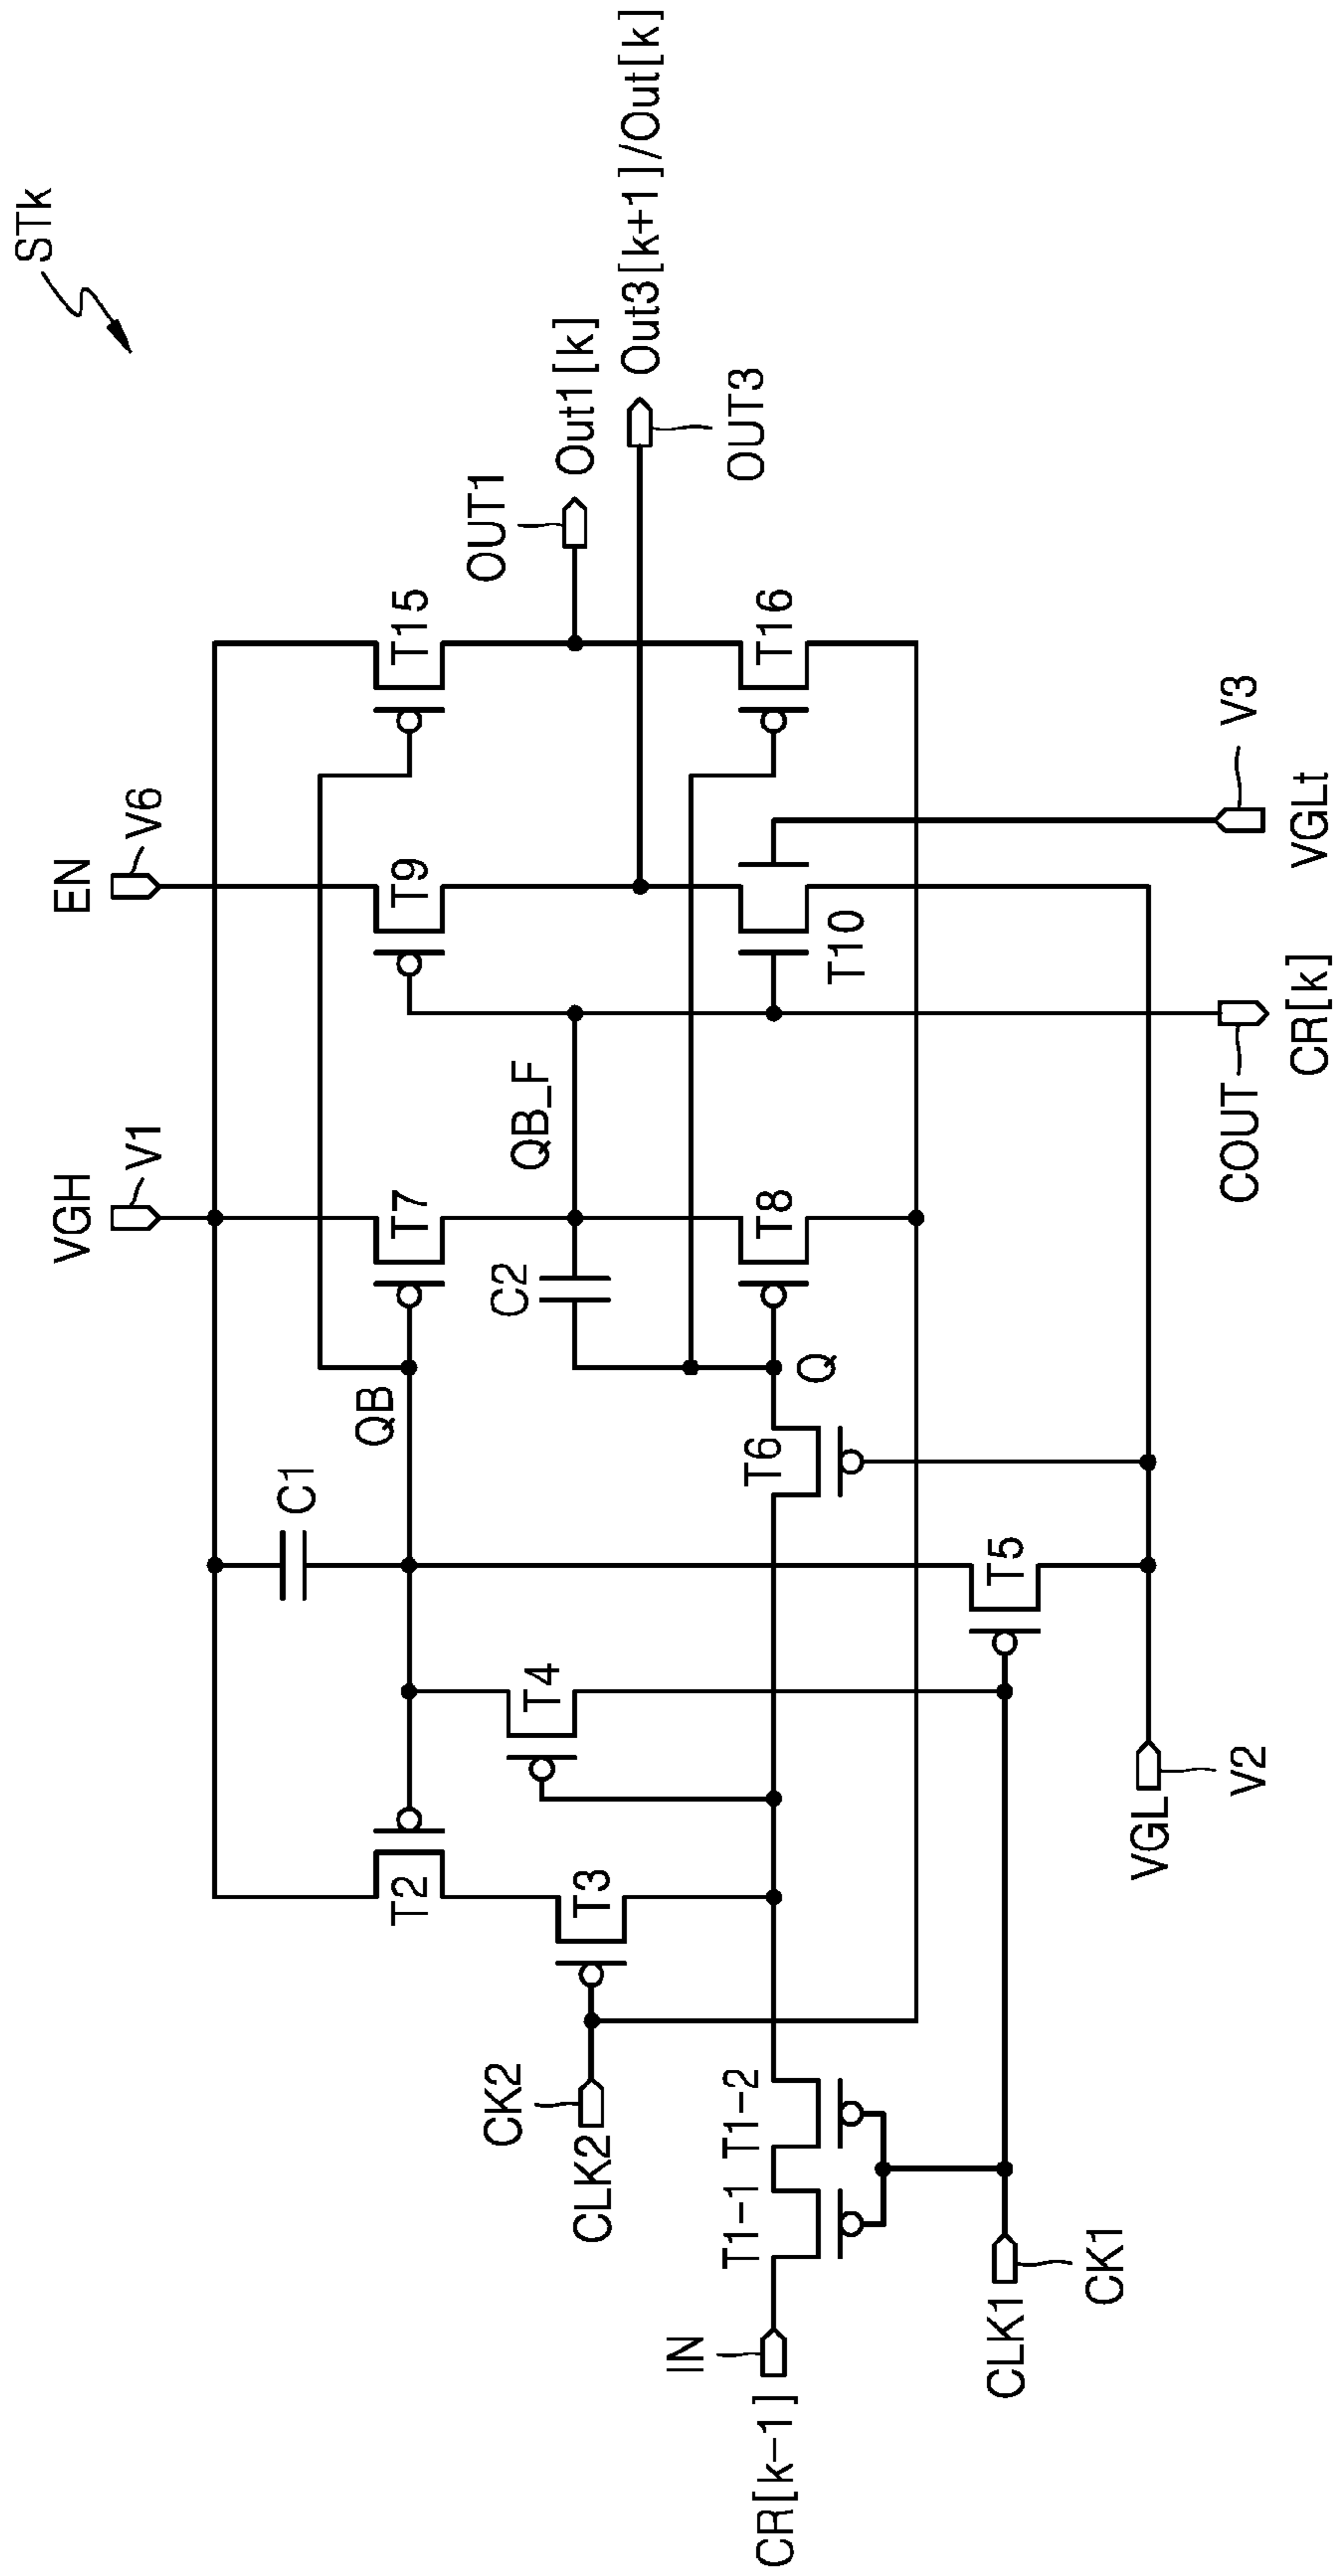 STk
EN
V6
VGH
V1
OUT1
Out1[k]
Out3[k+1]/Out[k]
OUT3
T15
T9
T7
QB
C1
T2
T4
T3
C2
QB_F
T16
T10
T8
Q
T6
T5
CK2
CLK2
T1-1
T1-2
IN
CR[k-1]
CLK1
CK1
VGL
V2
COUT
CR[k]
V3
VGLt